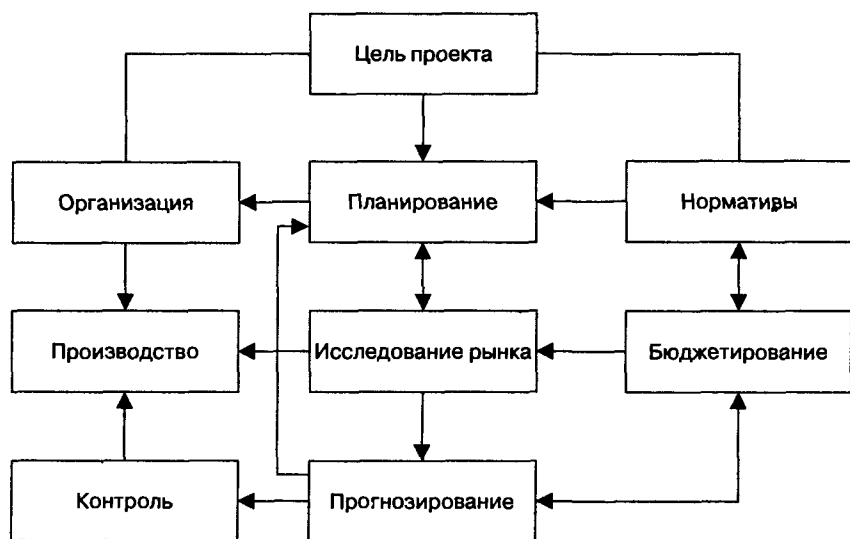 Цель проекта
Организация
Планирование
Нормативы
Производство
Исследование рынка
Бюджетирование
Контроль
Прогнозирование